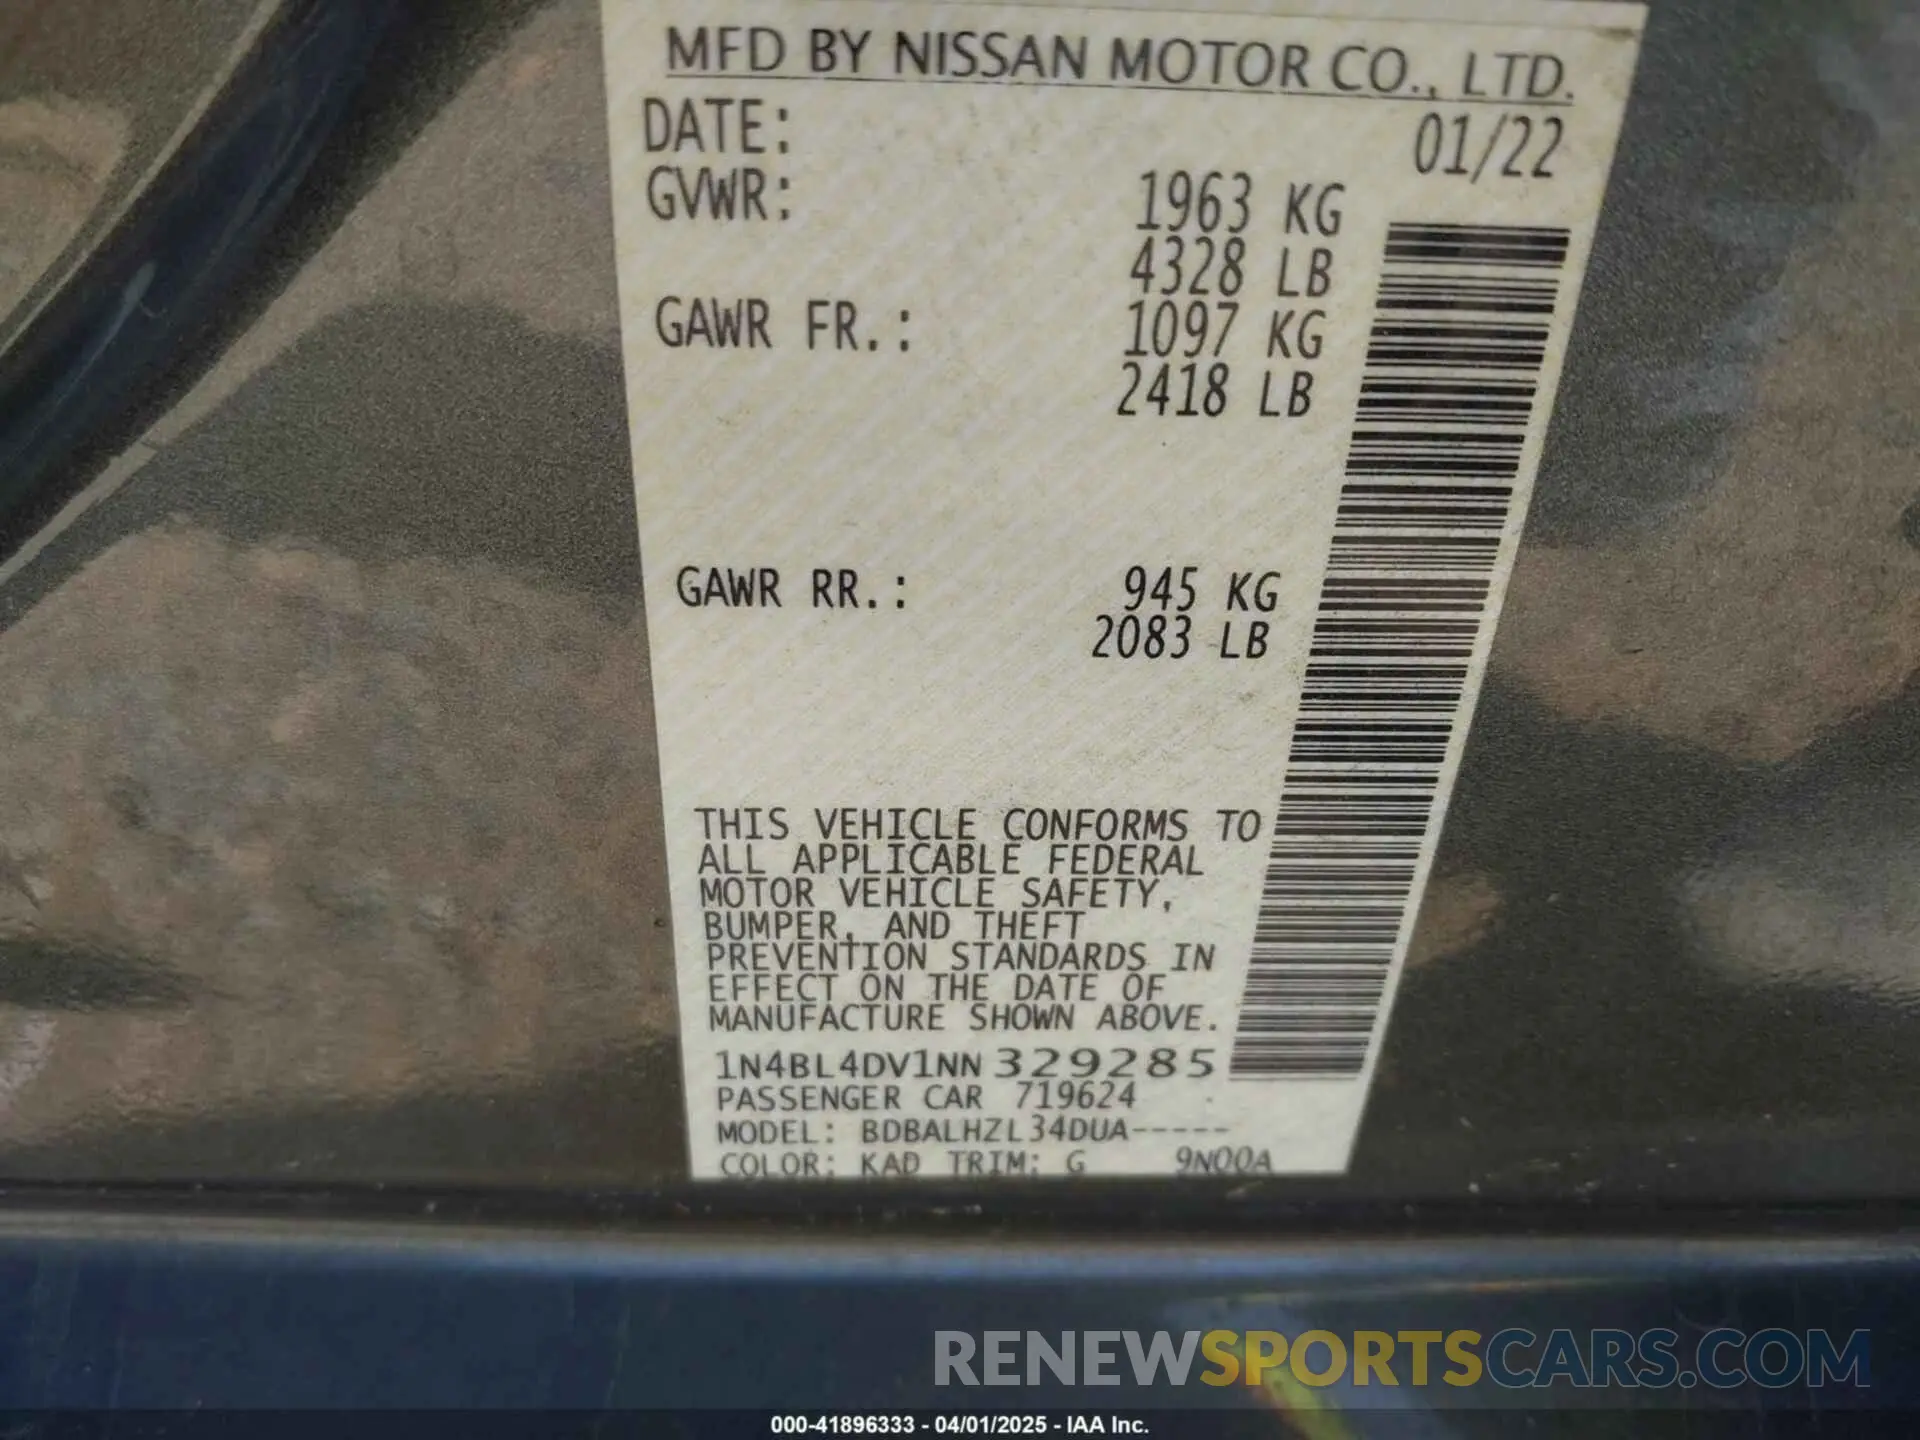 MFD BY NISSAN MOTOR CO., LTD.
DATE: 01/22
GVWR: 1963 KG
4328 LB
GAWR FR.: 1097 KG
2418 LB
GAWR RR.: 945 KG
2083 LB
THIS VEHICLE CONFORMS TO
ALL APPLICABLE FEDERAL
MOTOR VEHICLE SAFETY,
BUMPER, AND THEFT
PREVENTION STANDARDS IN
EFFECT ON THE DATE OF
MANUFACTURE SHOWN ABOVE.
1N4BL4DV1NN329285
PASSENGER CAR 719624
MODEL: BDBALHZL34DUA-----
COLOR: KAD TRIM: G 9N00A
RENEWSPORTSCARS.COM
000-41896333 - 04/01/2025 - IAA Inc.